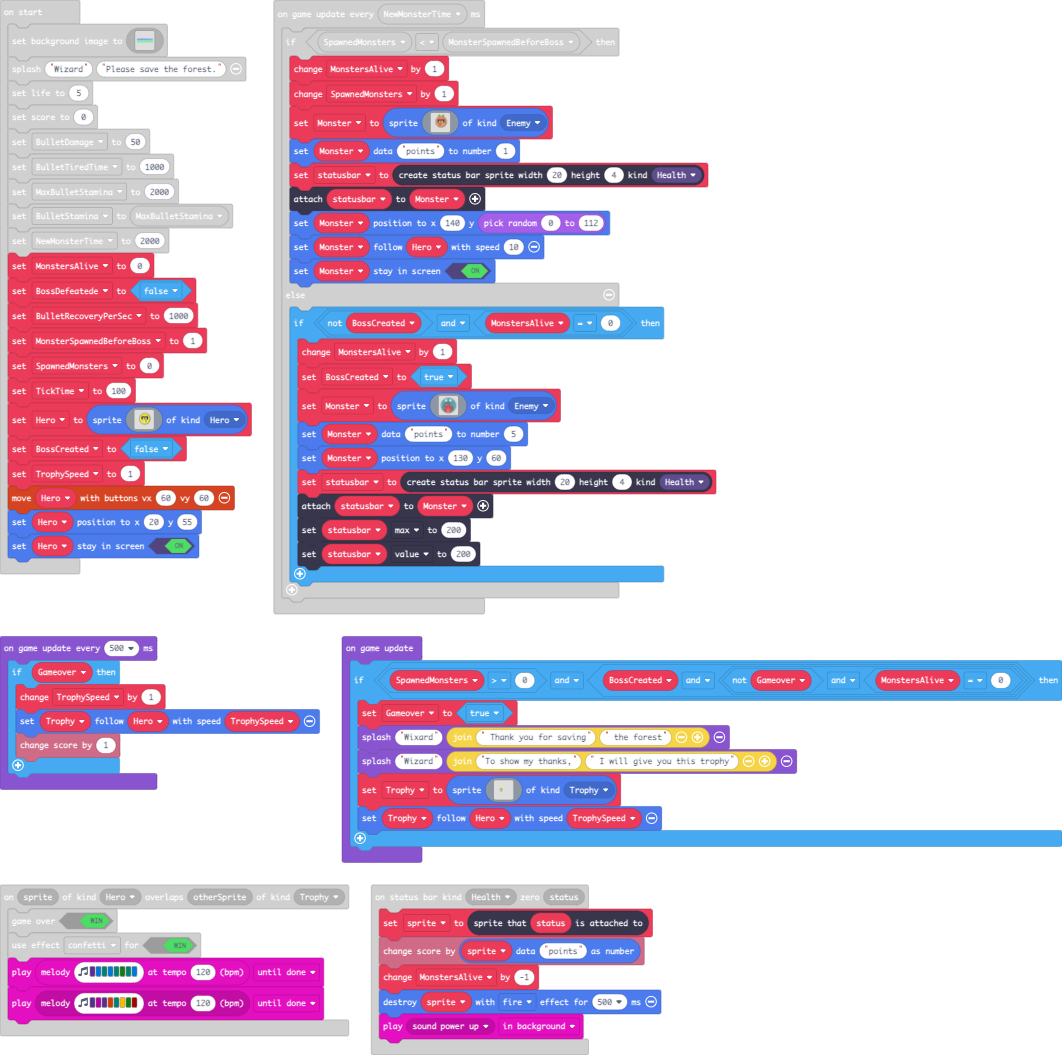 on start
set background image to
splash "Wizard" "Please save the forest."
set life to 5
set score to 0
set BulletDamage to 50
set BulletTiredTime to 1000
set MaxBulletStamina to 2000
set BulletStamina to MaxBulletStamina
set NewMonsterTime to 2000
set MonstersAlive to 0
set BossDefeatede to false
set BulletRecoveryPerSec to 1000
set MonsterSpawnedBeforeBoss to 1
set SpawnedMonsters to 0
set TickTime to 100
set Hero to sprite of kind Hero
set BossCreated to false
set TrophySpeed to 1
move Hero with buttons vx 60 vy 60
set Hero position to x 20 y 55
set Hero stay in screen ON
on game update every NewMonsterTime ms
if SpawnedMonsters < MonsterSpawnedBeforeBoss then
change MonstersAlive by 1
change SpawnedMonsters by 1
set Monster to sprite of kind Enemy
set Monster data "points" to number 1
set statusbar to create status bar sprite width 20 height 4 kind Health
attach statusbar to Monster
set Monster position to x 140 y pick random 0 to 112
set Monster follow Hero with speed 10
set Monster stay in screen ON
else
if not BossCreated and MonstersAlive = 0 then
change MonstersAlive by 1
set BossCreated to true
set Monster to sprite of kind Enemy
set Monster data "points" to number 5
set Monster position to x 130 y 60
set statusbar to create status bar sprite width 20 height 4 kind Health
attach statusbar to Monster
set statusbar max to 200
set statusbar value to 200
on game update every 500 ms
if Gameover then
change TrophySpeed by 1
set Trophy follow Hero with speed TrophySpeed
change score by 1
on game update
if SpawnedMonsters > 0 and BossCreated and not Gameover and MonstersAlive = 0 then
set Gameover to true
splash "Wixard" join " Thank you for saving" " the forest"
splash "Wizard" join "To show my thanks," " I will give you this trophy"
set Trophy to sprite of kind Trophy
set Trophy follow Hero with speed TrophySpeed
on sprite of kind Hero overlaps otherSprite of kind Trophy
game over WIN
use effect confetti for WIN
play melody at tempo 120 (bpm) until done
play melody at tempo 120 (bpm) until done
on status bar kind Health zero status
set sprite to sprite that status is attached to
change score by sprite data "points" as number
change MonstersAlive by -1
destroy sprite with fire effect for 500 ms
play sound power up in background